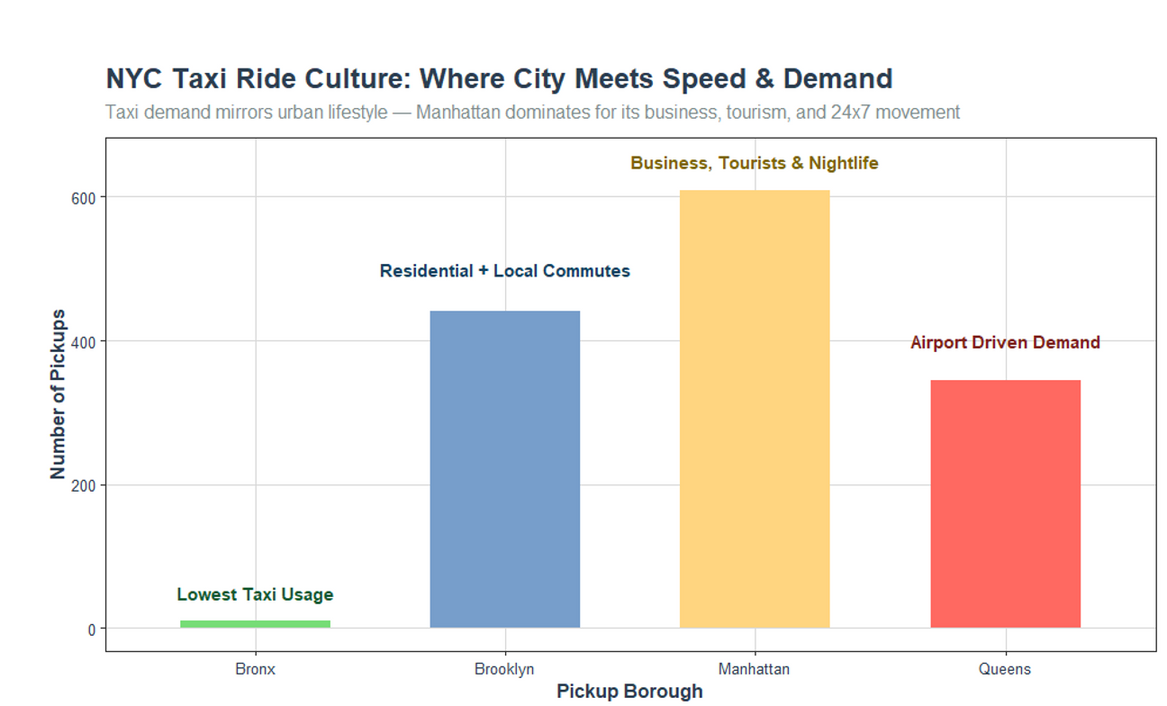 NYC Taxi Ride Culture: Where City Meets Speed & Demand
Taxi demand mirrors urban lifestyle — Manhattan dominates for its business, tourism, and 24x7 movement
Business, Tourists & Nightlife
600
Residential + Local Commutes
Airport Driven Demand
400
Number of Pickups
200
Lowest Taxi Usage
0
Bronx
Brooklyn
Manhattan
Queens
Pickup Borough